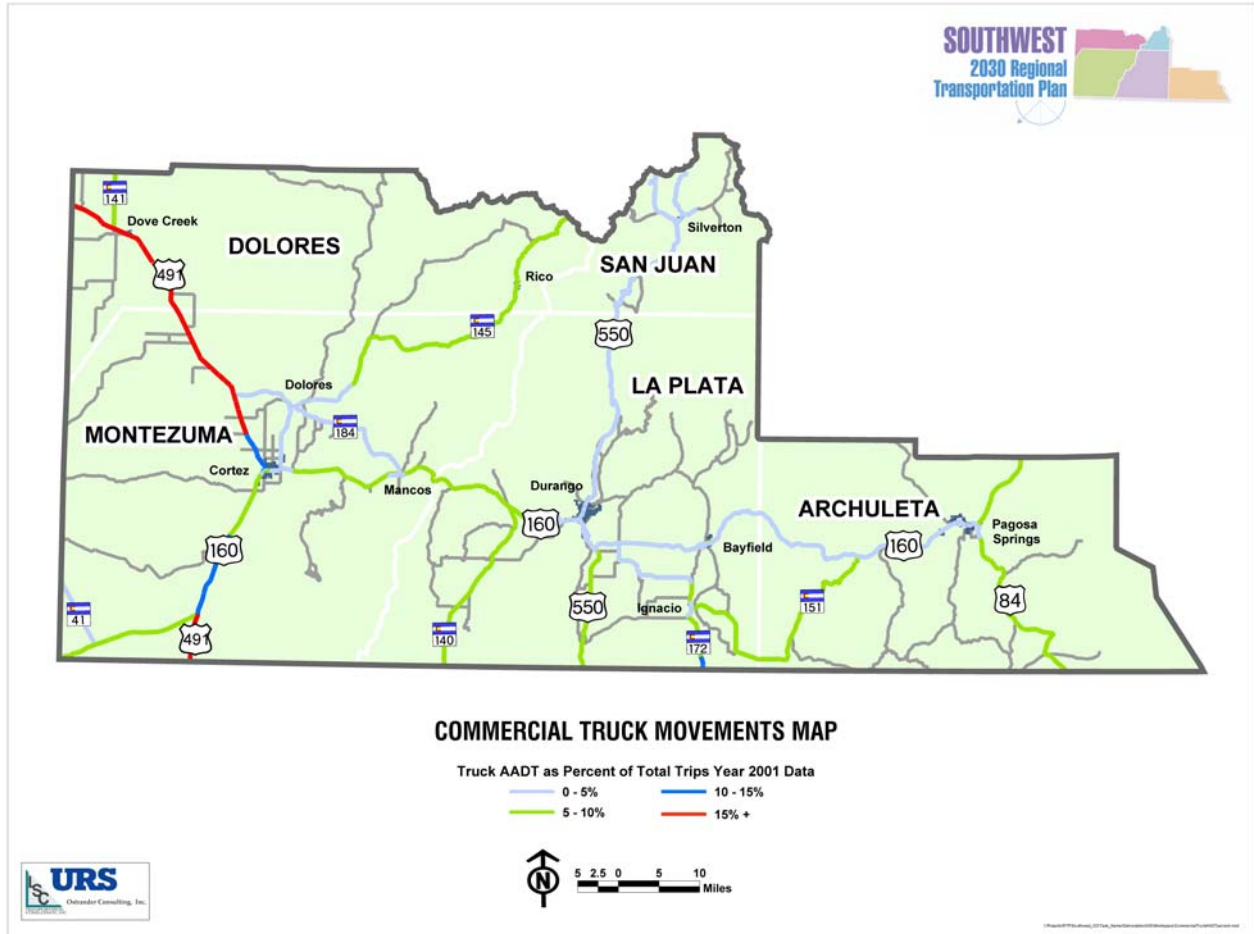 SOUTHWEST
2030 Regional
Transportation Plan
141
Dove Creek
DOLORES
491
Silverton
SAN JUAN
Rico
145
550
Dolores
LA PLATA
184
MONTEZUMA
Cortez
Mancos
Durango
160
ARCHULETA
Bayfield
160
Pagosa
Springs
160
41
491
140
550
Ignacio
172
151
84
COMMERCIAL TRUCK MOVEMENTS MAP
Truck AADT as Percent of Total Trips Year 2001 Data
0 - 5%
10 - 15%
5 - 10%
15% +
N
5 2.5 0 5 10
Miles
LSC
URS
Ostrander Consulting, Inc.